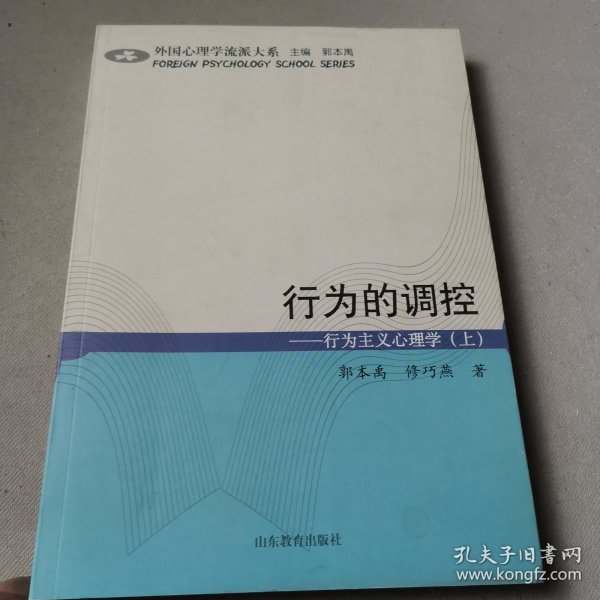 外国心理学流派大系 主编 郭本禹
FOREIGN PSYCHOLOGY SCHOOL SERIES
行为的调控
——行为主义心理学（上）
郭本禹 修巧燕 著
山东教育出版社
孔夫子旧书网
www.kongfz.com